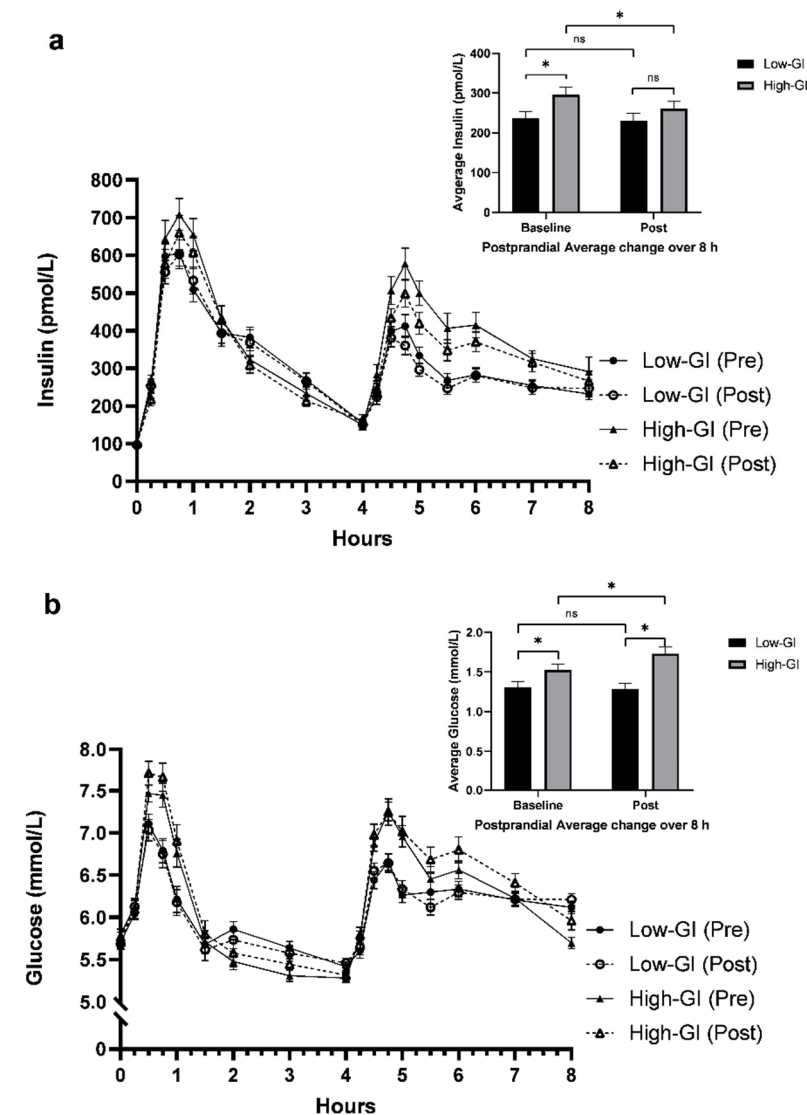 a
*
ns
400
300
200
100
0
*
ns
Avgerage Insulin (pmol/L)
Baseline
Post
Postprandial Average change over 8 h
Low-GI
High-GI
800
700
600
500
400
300
200
100
0
Insulin (pmol/L)
0
1
2
3
4
5
6
7
8
Hours
Low-GI (Pre)
Low-GI (Post)
High-GI (Pre)
High-GI (Post)
b
*
ns
2.0
1.5
1.0
0.5
0.0
*
*
Average Glucose (mmol/L)
Baseline
Post
Postprandial Average change over 8 h
Low-GI
High-GI
8.0
7.5
7.0
6.5
6.0
5.5
5.0
0
Glucose (mmol/L)
0
1
2
3
4
5
6
7
8
Hours
Low-GI (Pre)
Low-GI (Post)
High-GI (Pre)
High-GI (Post)